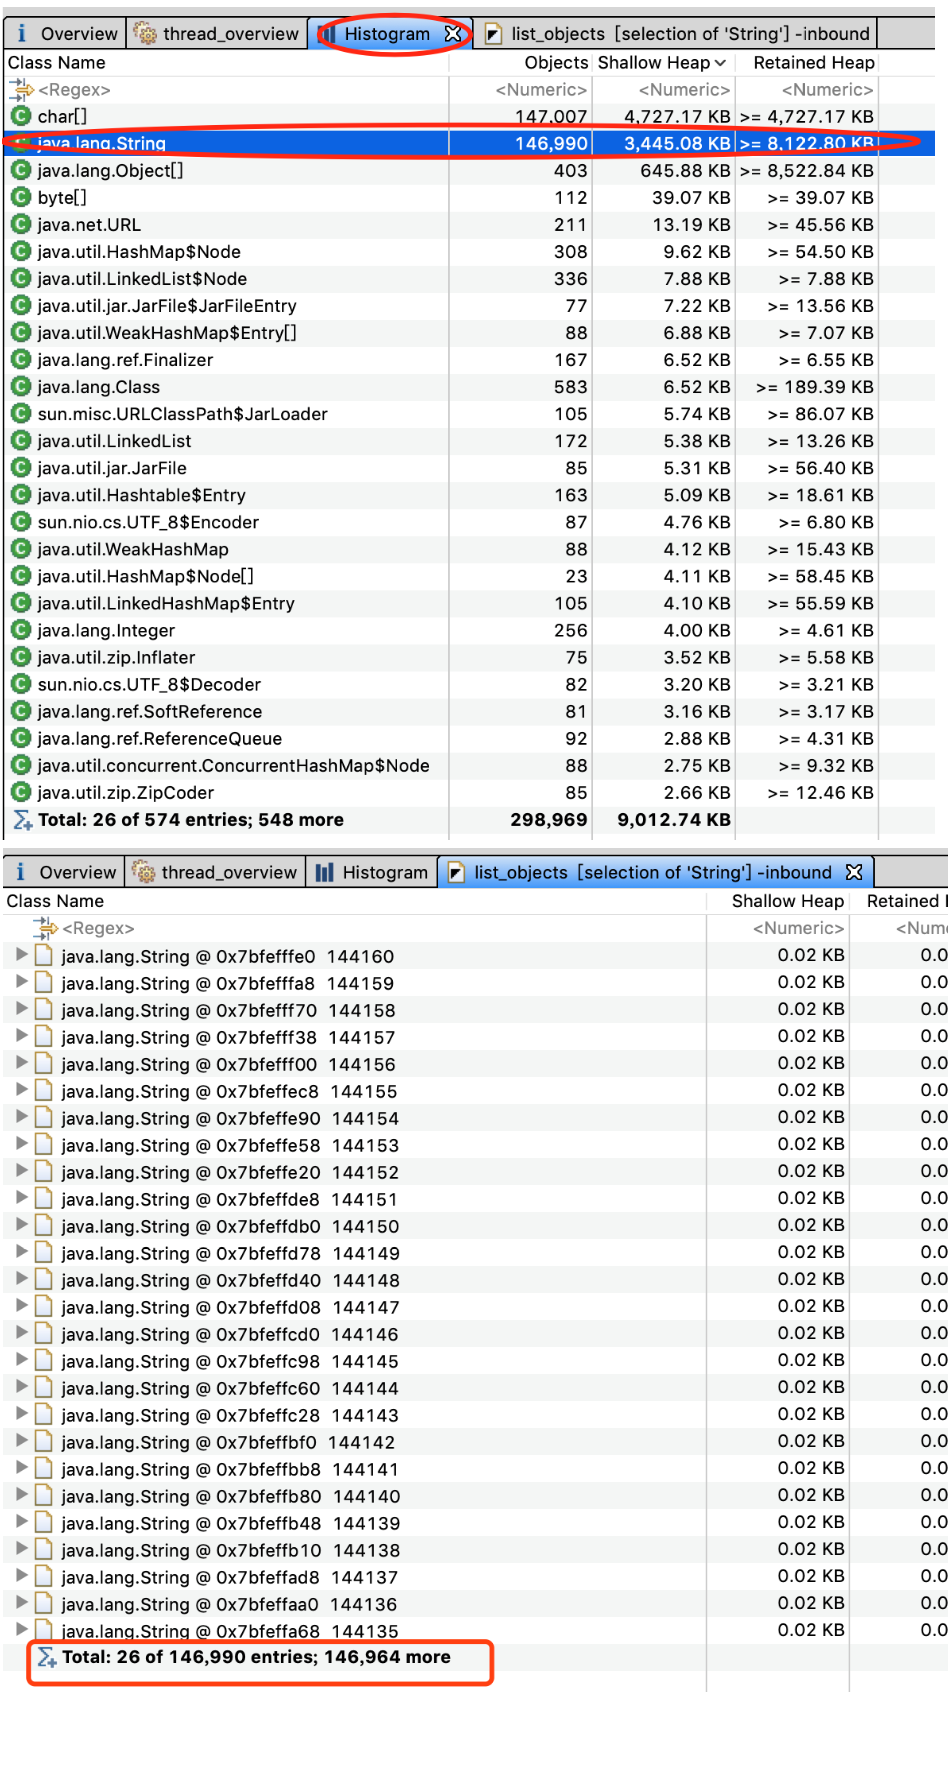 Overview thread_overview Histogram list_objects [selection of 'String'] -inbound
Class Name Objects Shallow Heap Retained Heap
<Regex> <Numeric> <Numeric> <Numeric>
char[] 147,007 4,727.17 KB >= 4,727.17 KB
java.lang.String 146,990 3,445.08 KB >= 8,122.80 KB
java.lang.Object[] 403 645.88 KB >= 8,522.84 KB
byte[] 112 39.07 KB >= 39.07 KB
java.net.URL 211 13.19 KB >= 45.56 KB
java.util.HashMap$Node 308 9.62 KB >= 54.50 KB
java.util.LinkedList$Node 336 7.88 KB >= 7.88 KB
java.util.jar.JarFile$JarFileEntry 77 7.22 KB >= 13.56 KB
java.util.WeakHashMap$Entry[] 88 6.88 KB >= 7.07 KB
java.lang.ref.Finalizer 167 6.52 KB >= 6.55 KB
java.lang.Class 583 6.52 KB >= 189.39 KB
sun.misc.URLClassPath$JarLoader 105 5.74 KB >= 86.07 KB
java.util.LinkedList 172 5.38 KB >= 13.26 KB
java.util.jar.JarFile 85 5.31 KB >= 56.40 KB
java.util.Hashtable$Entry 163 5.09 KB >= 18.61 KB
sun.nio.cs.UTF_8$Encoder 87 4.76 KB >= 6.80 KB
java.util.WeakHashMap 88 4.12 KB >= 15.43 KB
java.util.HashMap$Node[] 23 4.11 KB >= 58.45 KB
java.util.LinkedHashMap$Entry 105 4.10 KB >= 55.59 KB
java.lang.Integer 256 4.00 KB >= 4.61 KB
java.util.zip.Inflater 75 3.52 KB >= 5.58 KB
sun.nio.cs.UTF_8$Decoder 82 3.20 KB >= 3.21 KB
java.lang.ref.SoftReference 81 3.16 KB >= 3.17 KB
java.lang.ref.ReferenceQueue 92 2.88 KB >= 4.31 KB
java.util.concurrent.ConcurrentHashMap$Node 88 2.75 KB >= 9.32 KB
java.util.zip.ZipCoder 85 2.66 KB >= 12.46 KB
Total: 26 of 574 entries; 548 more 298,969 9,012.74 KB
Overview thread_overview Histogram list_objects [selection of 'String'] -inbound
Class Name Shallow Heap Retained
<Regex> <Numeric> <Num
java.lang.String @ 0x7bfefffe0 144160 0.02 KB 0.0
java.lang.String @ 0x7bfefffa8 144159 0.02 KB 0.0
java.lang.String @ 0x7bfefff70 144158 0.02 KB 0.0
java.lang.String @ 0x7bfefff38 144157 0.02 KB 0.0
java.lang.String @ 0x7bfefff00 144156 0.02 KB 0.0
java.lang.String @ 0x7bfeffec8 144155 0.02 KB 0.0
java.lang.String @ 0x7bfeffe90 144154 0.02 KB 0.0
java.lang.String @ 0x7bfeffe58 144153 0.02 KB 0.0
java.lang.String @ 0x7bfeffe20 144152 0.02 KB 0.0
java.lang.String @ 0x7bfeffde8 144151 0.02 KB 0.0
java.lang.String @ 0x7bfeffdb0 144150 0.02 KB 0.0
java.lang.String @ 0x7bfeffd78 144149 0.02 KB 0.0
java.lang.String @ 0x7bfeffd40 144148 0.02 KB 0.0
java.lang.String @ 0x7bfeffd08 144147 0.02 KB 0.0
java.lang.String @ 0x7bfeffcd0 144146 0.02 KB 0.0
java.lang.String @ 0x7bfeffc98 144145 0.02 KB 0.0
java.lang.String @ 0x7bfeffc60 144144 0.02 KB 0.0
java.lang.String @ 0x7bfeffc28 144143 0.02 KB 0.0
java.lang.String @ 0x7bfeffbf0 144142 0.02 KB 0.0
java.lang.String @ 0x7bfeffbb8 144141 0.02 KB 0.0
java.lang.String @ 0x7bfeffb80 144140 0.02 KB 0.0
java.lang.String @ 0x7bfeffb48 144139 0.02 KB 0.0
java.lang.String @ 0x7bfeffb10 144138 0.02 KB 0.0
java.lang.String @ 0x7bfeffad8 144137 0.02 KB 0.0
java.lang.String @ 0x7bfeffaa0 144136 0.02 KB 0.0
java.lang.String @ 0x7bfeffa68 144135 0.02 KB 0.0
Total: 26 of 146,990 entries; 146,964 more